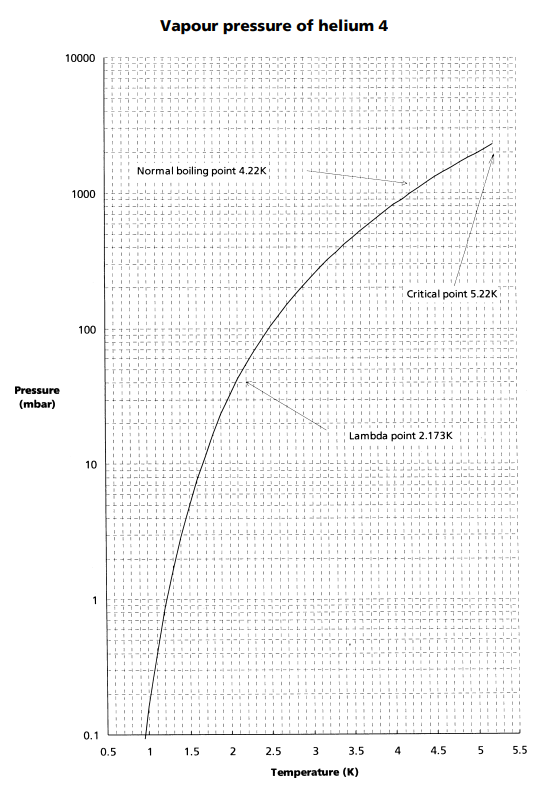 Vapour pressure of helium 4
10000
Normal boiling point 4.22K
1000
Critical point 5.22K
100
Pressure
(mbar)
Lambda point 2.173K
10
1
0.1
0.5 1 1.5 2 2.5 3 3.5 4 4.5 5 5.5
Temperature (K)